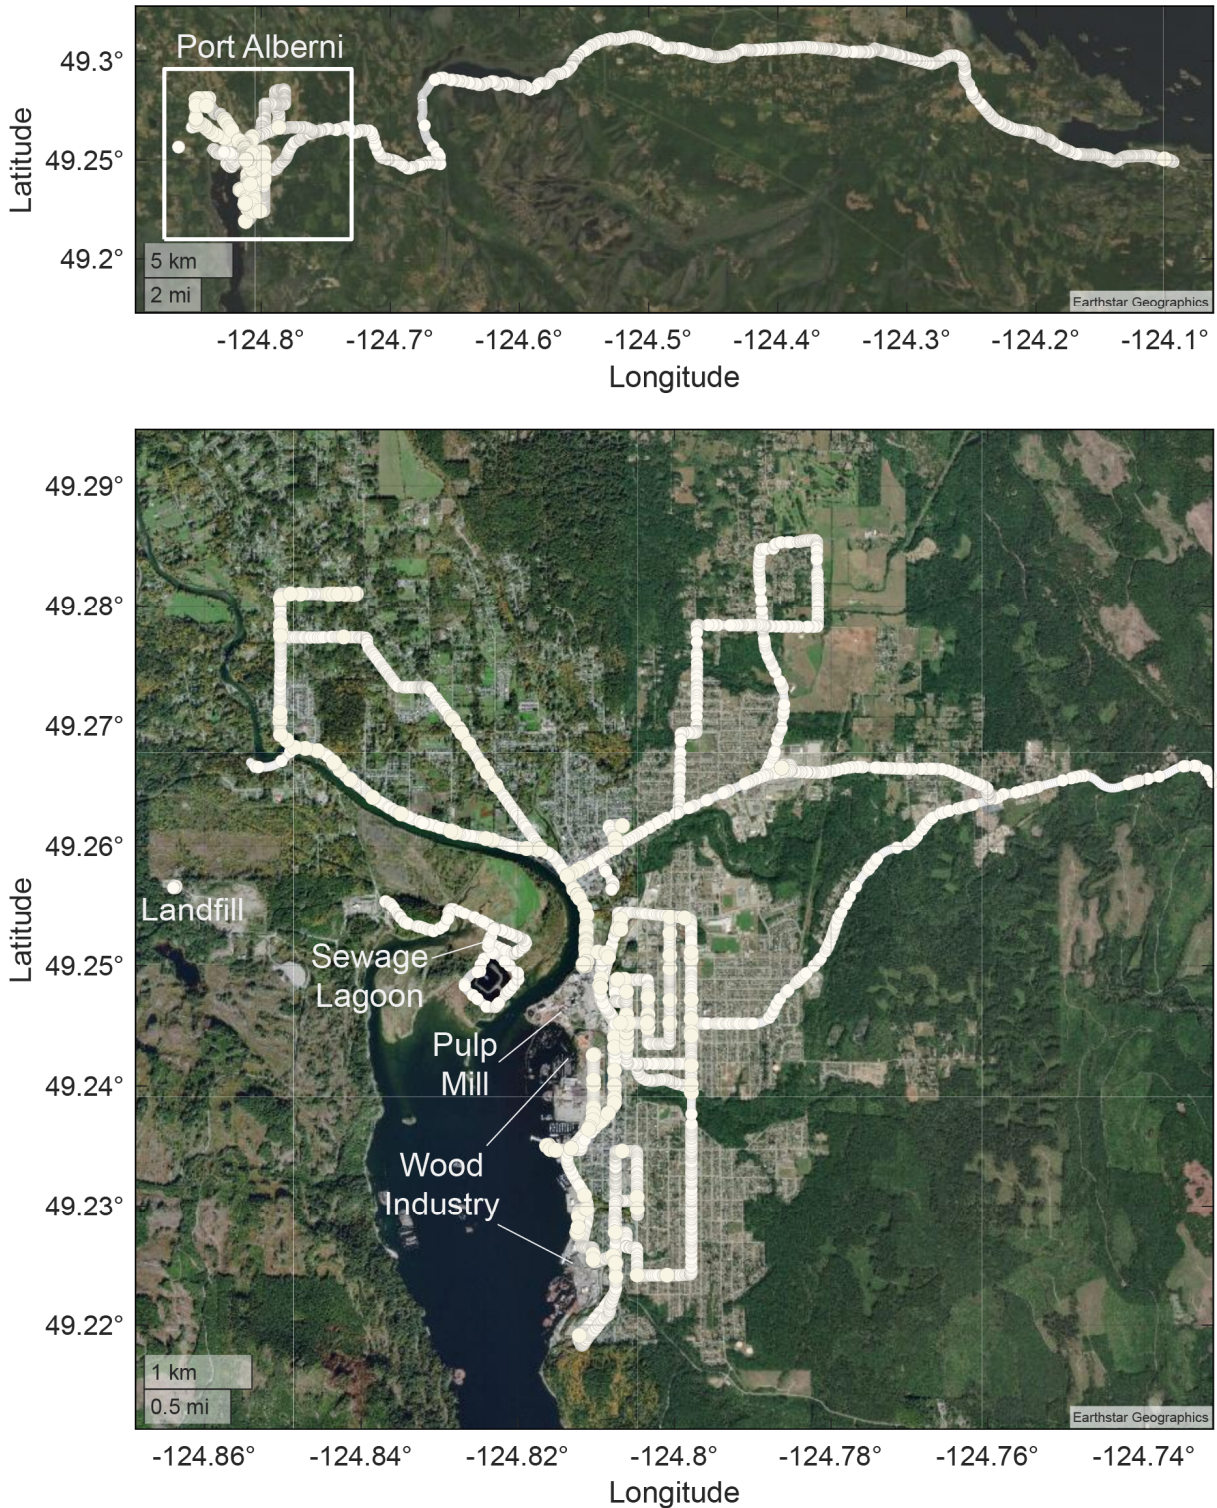 Port Alberni
49.3°
49.25°
49.2°
Latitude
5 km
2 mi
Earthstar Geographics
-124.8°
-124.7°
-124.6°
-124.5°
-124.4°
-124.3°
-124.2°
-124.1°
Longitude
49.29°
49.28°
49.27°
49.26°
49.25°
49.24°
49.23°
49.22°
Latitude
Landfill
Sewage
Lagoon
Pulp
Mill
Wood
Industry
1 km
0.5 mi
Earthstar Geographics
-124.86°
-124.84°
-124.82°
-124.8°
-124.78°
-124.76°
-124.74°
Longitude